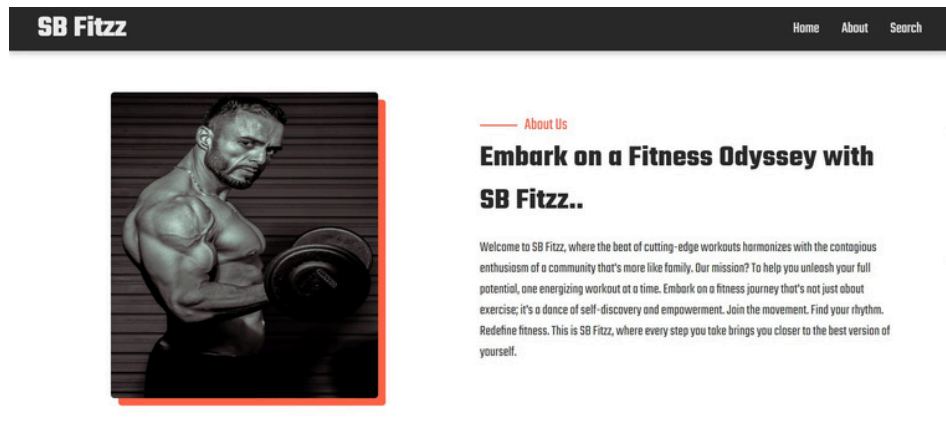 SB Fitzz
Home About Search
About Us
Embark on a Fitness Odyssey with
SB Fitzz..
Welcome to SB Fitzz, where the beat of cutting-edge workouts harmonizes with the contagious
enthusiasm of a community that's more like family. Our mission? To help you unleash your full
potential, one energizing workout at a time. Embark on a fitness journey that's not just about
exercise; it's a dance of self-discovery and empowerment. Join the movement. Find your rhythm.
Redefine fitness. This is SB Fitzz, where every step you take brings you closer to the best version of
yourself.